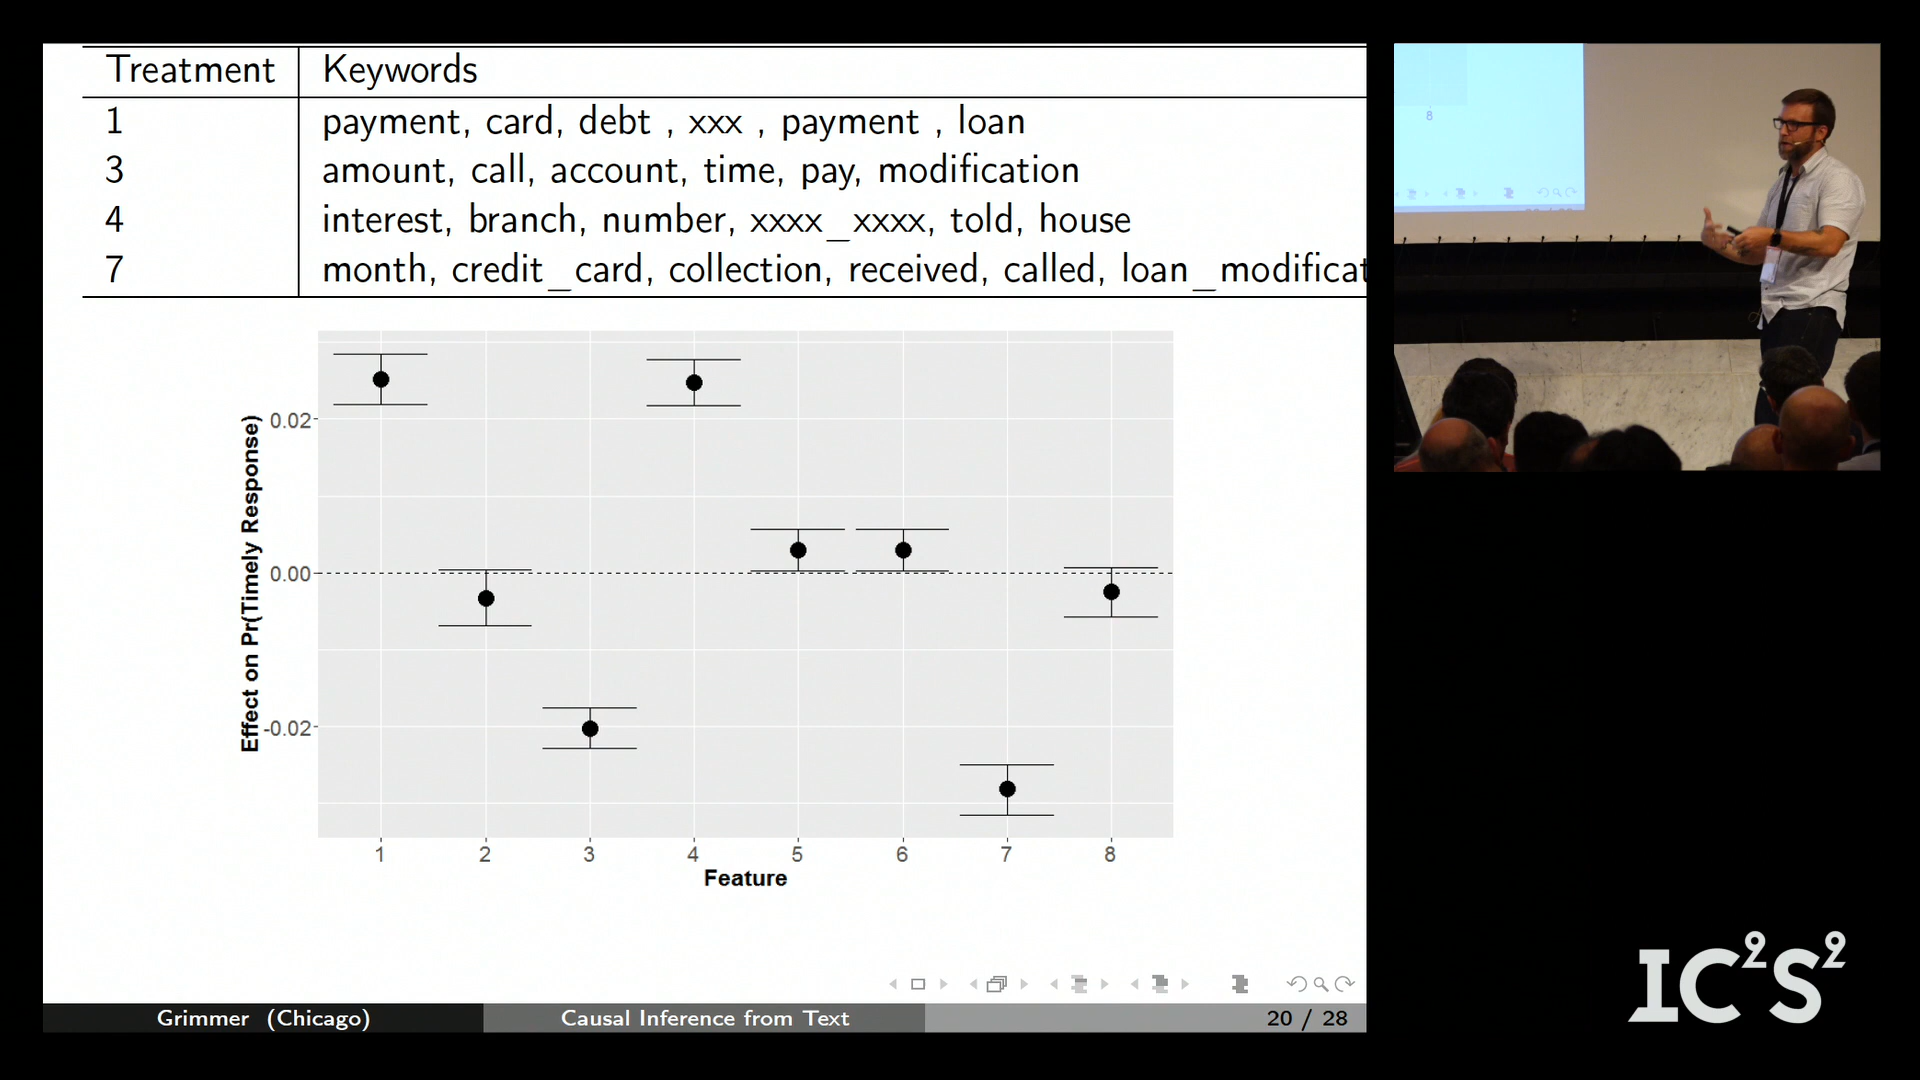 Treatment Keywords
1 payment, card, debt , xxx , payment , loan
3 amount, call, account, time, pay, modification
4 interest, branch, number, xxxx_xxxx, told, house
7 month, credit_card, collection, received, called, loan_modificat
Effect on Pr(Timely Response)
0.02
0.00
-0.02
1 2 3 4 5 6 7 8
Feature
Grimmer (Chicago) Causal Inference from Text 20 / 28
8
IC²S²